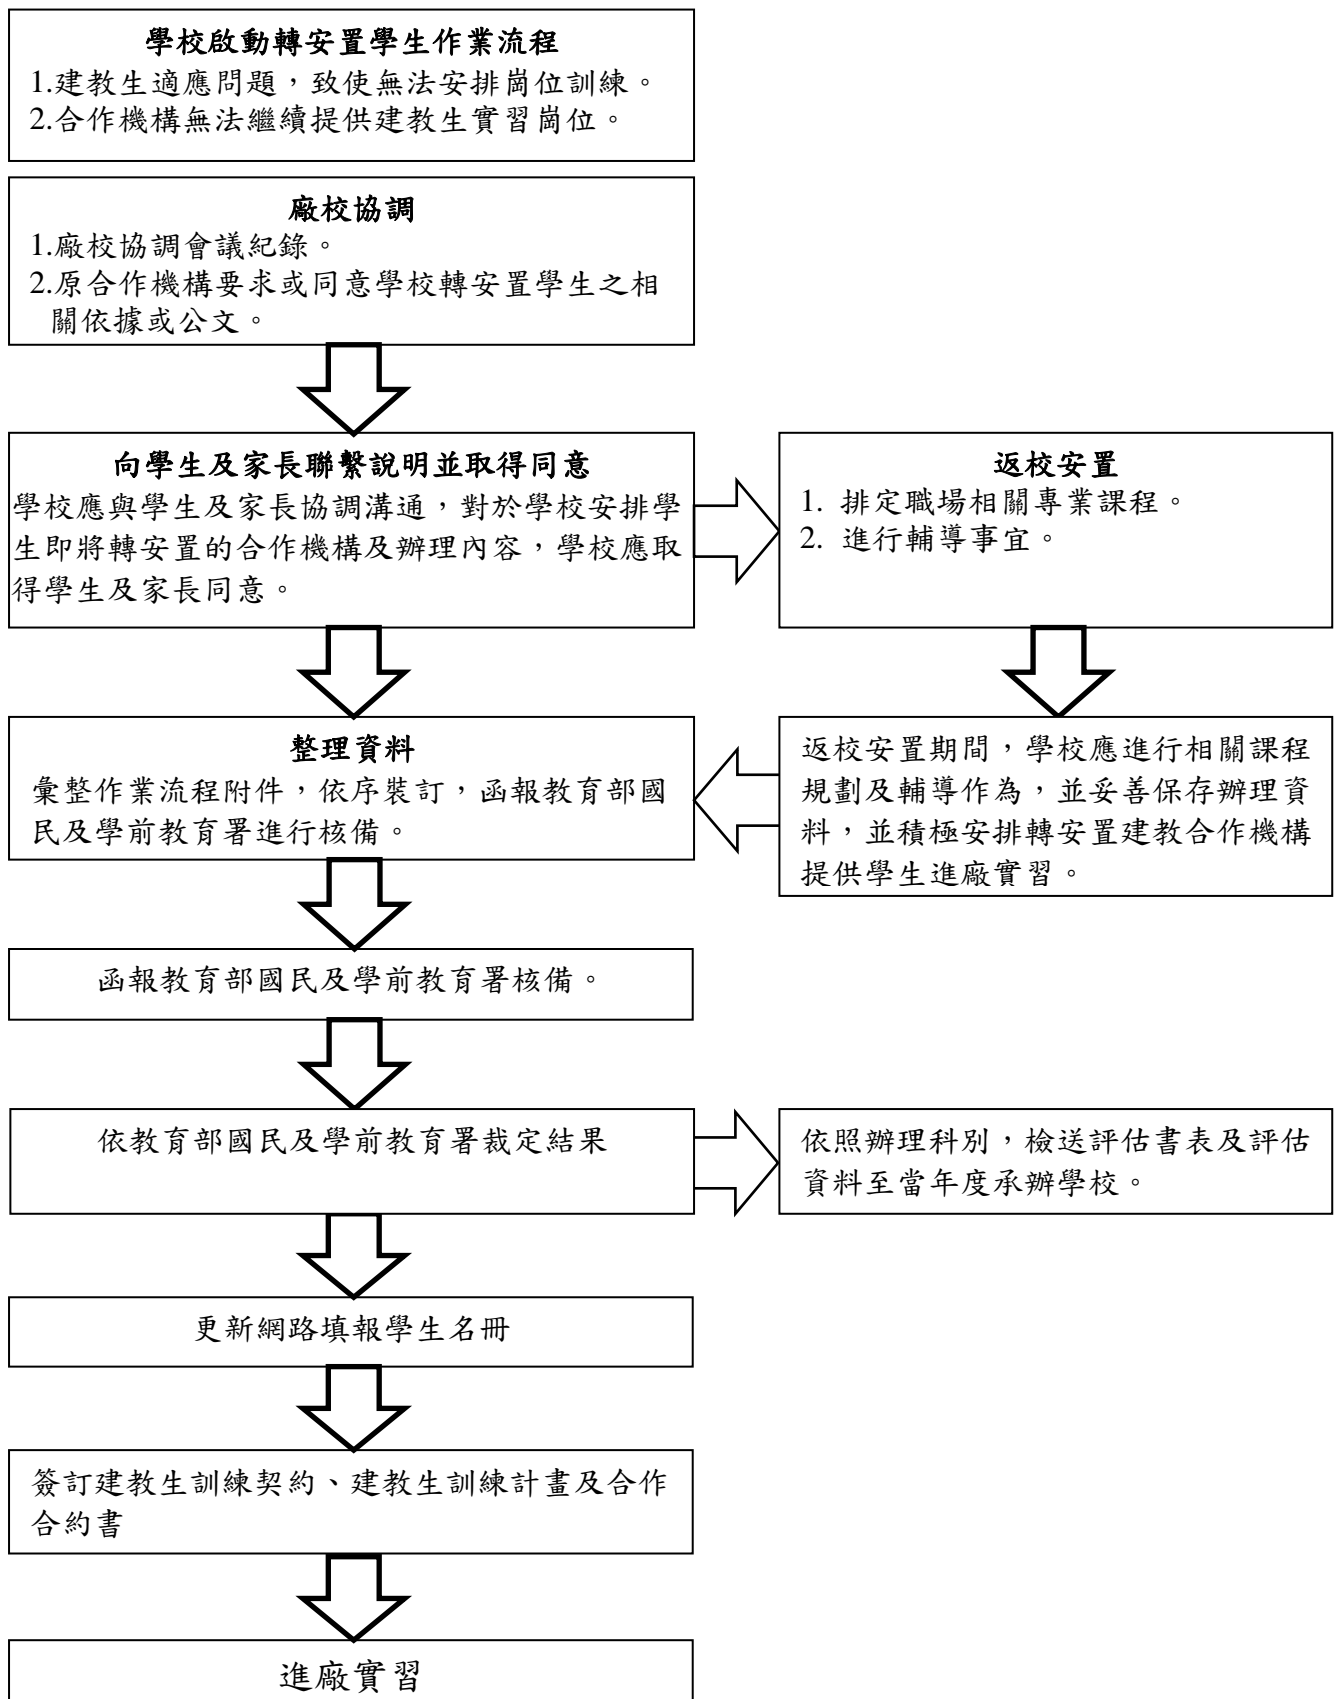 學校啟動轉安置學生作業流程
1.建教生適應問題，致使無法安排崗位訓練。
2.合作機構無法繼續提供建教生實習崗位。
廠校協調
1.廠校協調會議紀錄。
2.原合作機構要求或同意學校轉安置學生之相
關依據或公文。
向學生及家長聯繫說明並取得同意
學校應與學生及家長協調溝通，對於學校安排學
生即將轉安置的合作機構及辦理內容，學校應取
得學生及家長同意。
返校安置
1. 排定職場相關專業課程。
2. 進行輔導事宜。
整理資料
彙整作業流程附件，依序裝訂，函報教育部國
民及學前教育署進行核備。
返校安置期間，學校應進行相關課程
規劃及輔導作為，並妥善保存辦理資
料，並積極安排轉安置建教合作機構
提供學生進廠實習。
函報教育部國民及學前教育署核備。
依教育部國民及學前教育署裁定結果
依照辦理科別，檢送評估書表及評估
資料至當年度承辦學校。
更新網路填報學生名冊
簽訂建教生訓練契約、建教生訓練計畫及合作
合約書
進廠實習